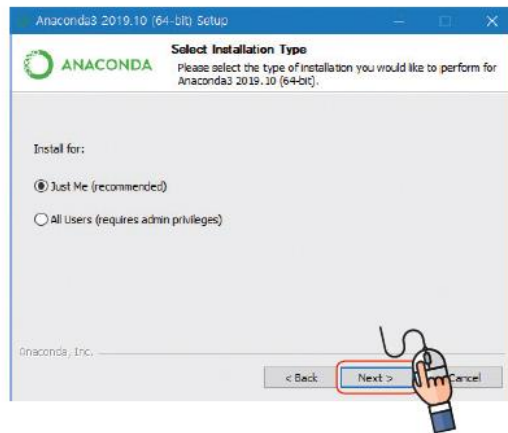 Anaconda3 2019.10 (64-bit) Setup
ANACONDA
Select Installation Type
Please select the type of installation you would like to perform for
Anaconda3 2019.10 (64-bit).
Install for:
Just Me (recommended)
All Users (requires admin privileges)
Anaconda, Inc.
< Back
Next >
Cancel